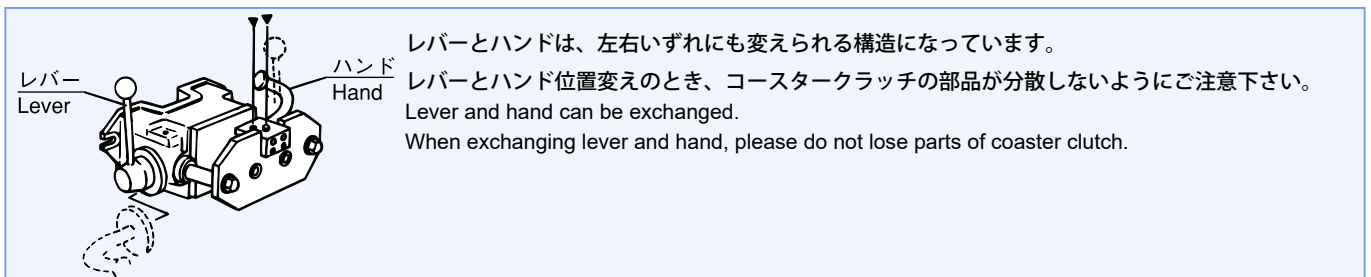 レバー
Lever
ハンド
Hand
レバーとハンドは、左右いずれにも変えられる構造になっています。
レバーとハンド位置変えのとき、コースタークラッチの部品が分散しないようにご注意下さい。
Lever and hand can be exchanged.
When exchanging lever and hand, please do not lose parts of coaster clutch.